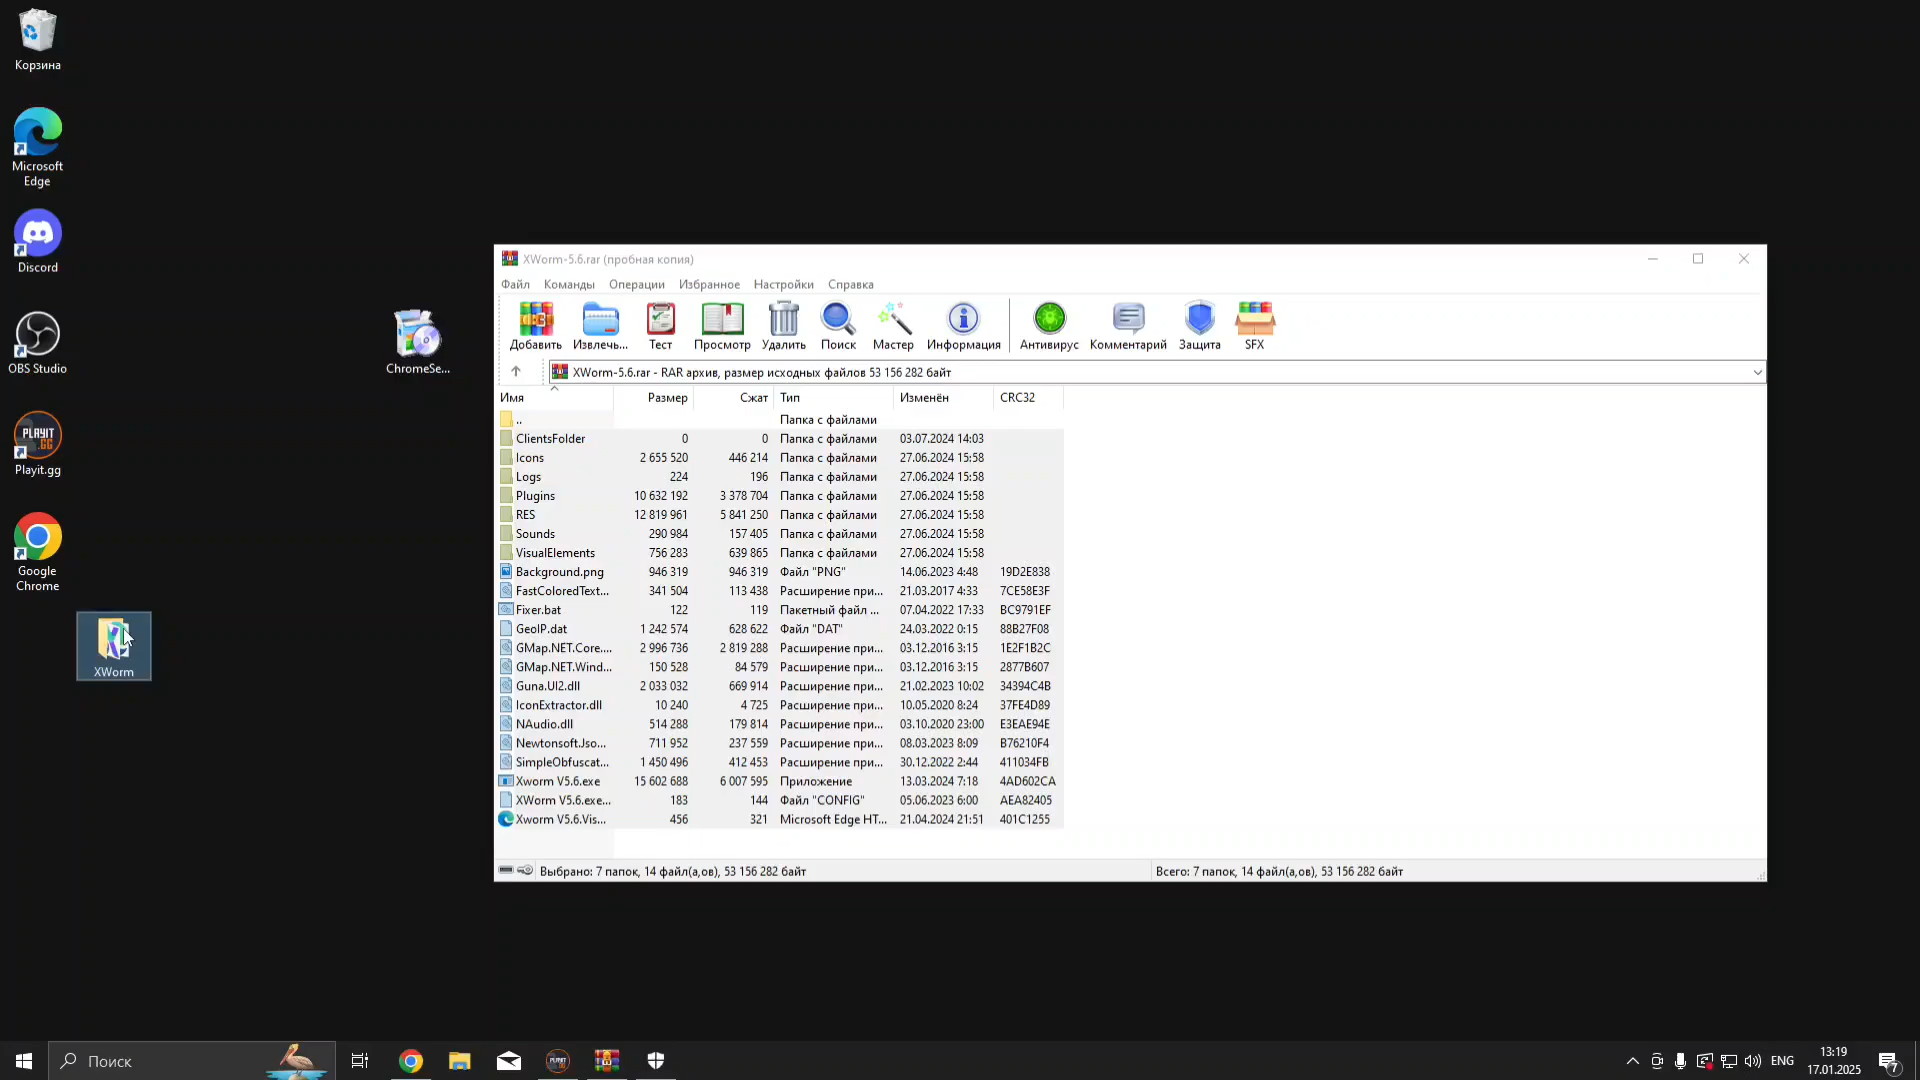 Корзина
Microsoft
Edge
Discord
OBS Studio
PLAYIT
.GG
Playit.gg
Google
Chrome
XWorm
ChromeSe...
XWorm-5.6.rar (пробная копия)
Файл Команды Операции Избранное Настройки Справка
Добавить Извлечь... Тест Просмотр Удалить Поиск Мастер Информация Антивирус Комментарий Защита SFX
XWorm-5.6.rar - RAR архив, размер исходных файлов 53 156 282 байт
Имя Размер Сжат Тип Изменён CRC32
.. Папка с файлами
ClientsFolder 0 0 Папка с файлами 03.07.2024 14:03
Icons 2 655 520 446 214 Папка с файлами 27.06.2024 15:58
Logs 224 196 Папка с файлами 27.06.2024 15:58
Plugins 10 632 192 3 378 704 Папка с файлами 27.06.2024 15:58
RES 12 819 961 5 841 250 Папка с файлами 27.06.2024 15:58
Sounds 290 984 157 405 Папка с файлами 27.06.2024 15:58
VisualElements 756 283 639 865 Папка с файлами 27.06.2024 15:58
Background.png 946 319 946 319 Файл "PNG" 14.06.2023 4:48 19D2E838
FastColoredText... 341 504 113 438 Расширение при... 21.03.2017 4:33 7CE58E3F
Fixer.bat 122 119 Пакетный файл ... 07.04.2022 17:33 BC9791EF
GeoIP.dat 1 242 574 628 622 Файл "DAT" 24.03.2022 0:15 88B27F08
GMap.NET.Core.... 2 996 736 2 819 288 Расширение при... 03.12.2016 3:15 1E2F1B2C
GMap.NET.Wind... 150 528 84 579 Расширение при... 03.12.2016 3:15 2877B607
Guna.UI2.dll 2 033 032 669 914 Расширение при... 21.02.2023 10:02 34394C4B
IconExtractor.dll 10 240 4 725 Расширение при... 10.05.2020 8:24 37FE4D89
NAudio.dll 514 288 179 814 Расширение при... 03.10.2020 23:00 E3EAE94E
Newtonsoft.Jso... 711 952 237 559 Расширение при... 08.03.2023 8:09 B76210F4
SimpleObfuscat... 1 450 496 412 453 Расширение при... 30.12.2022 2:44 411034FB
Xworm V5.6.exe 15 602 688 6 007 595 Приложение 13.03.2024 7:18 4AD602CA
XWorm V5.6.exe... 183 144 Файл "CONFIG" 05.06.2023 6:00 AEA82405
Xworm V5.6.Vis... 456 321 Microsoft Edge HT... 21.04.2024 21:51 401C1255
Выбрано: 7 папок, 14 файл(а,ов), 53 156 282 байт Всего: 7 папок, 14 файл(а,ов), 53 156 282 байт
Поиск
ENG
13:19
17.01.2025
7